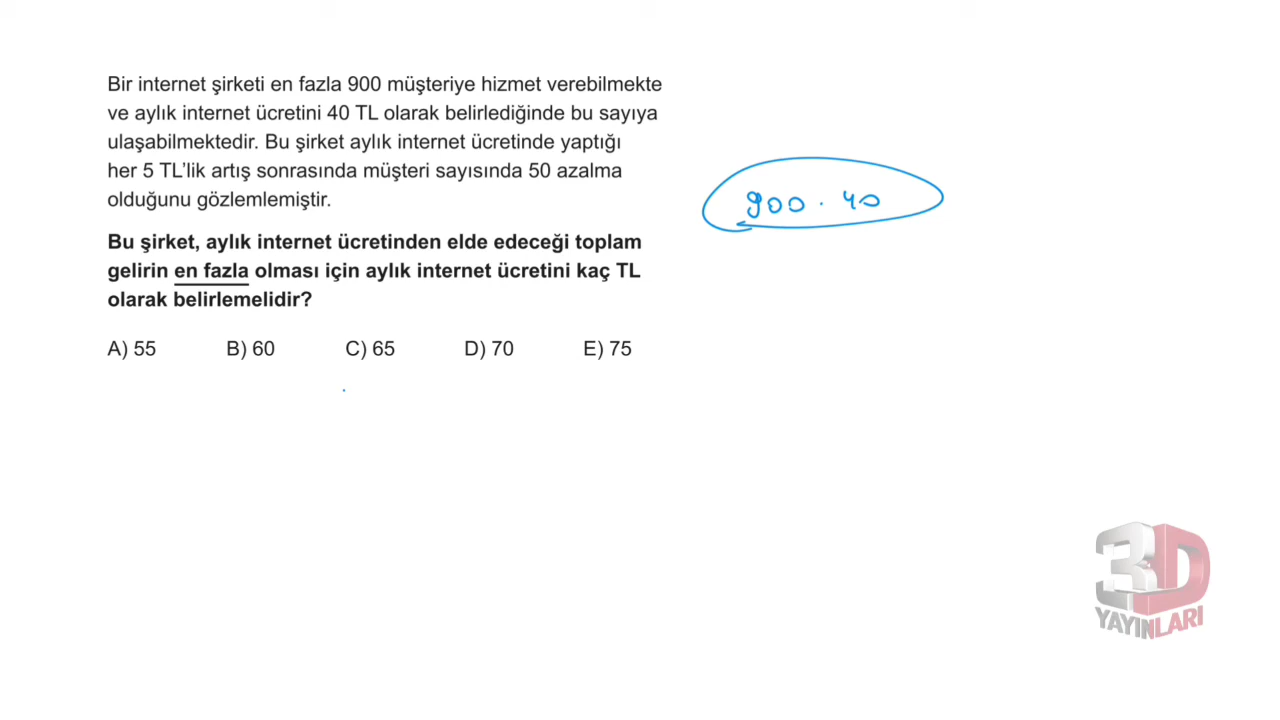 Bir internet şirketi en fazla 900 müşteriye hizmet verebilmekte
ve aylık internet ücretini 40 TL olarak belirlediğinde bu sayıya
ulaşabilmektedir. Bu şirket aylık internet ücretinde yaptığı
her 5 TL'lik artış sonrasında müşteri sayısında 50 azalma
olduğunu gözlemlemiştir.
900 . 40
Bu şirket, aylık internet ücretinden elde edeceği toplam
gelirin en fazla olması için aylık internet ücretini kaç TL
olarak belirlemelidir?
A) 55 B) 60 C) 65 D) 70 E) 75
3D
YAYINLARI